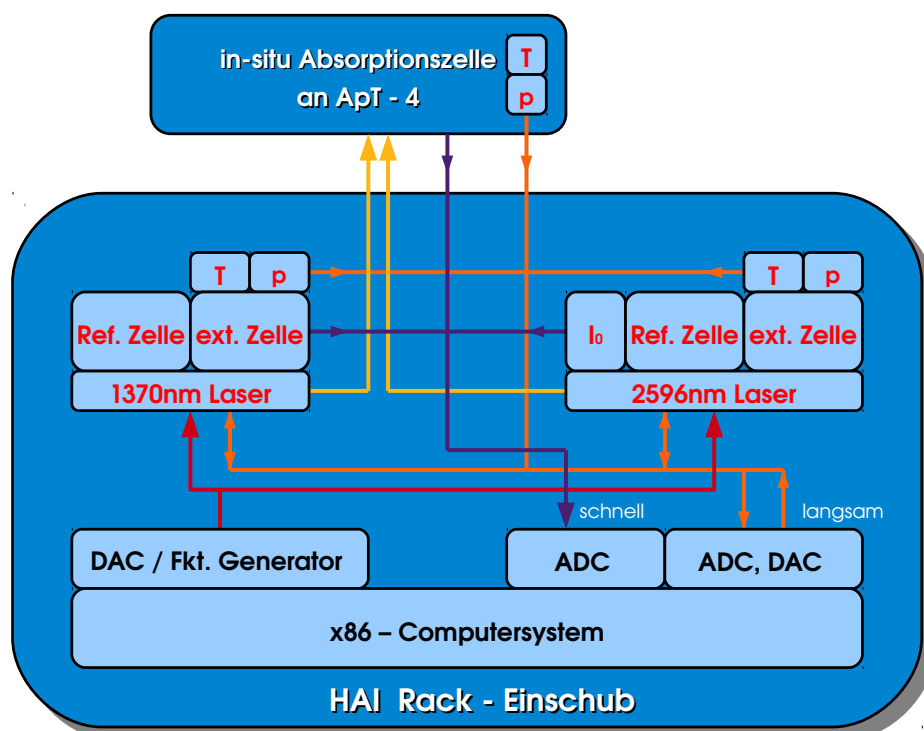 in-situ Absorptionszelle
an ApT - 4
T
p
T p
T p
Ref. Zelle ext. Zelle
I₀ Ref. Zelle ext. Zelle
1370nm Laser
2596nm Laser
schnell
langsam
DAC / Fkt. Generator
ADC
ADC, DAC
x86 – Computersystem
HAI Rack - Einschub